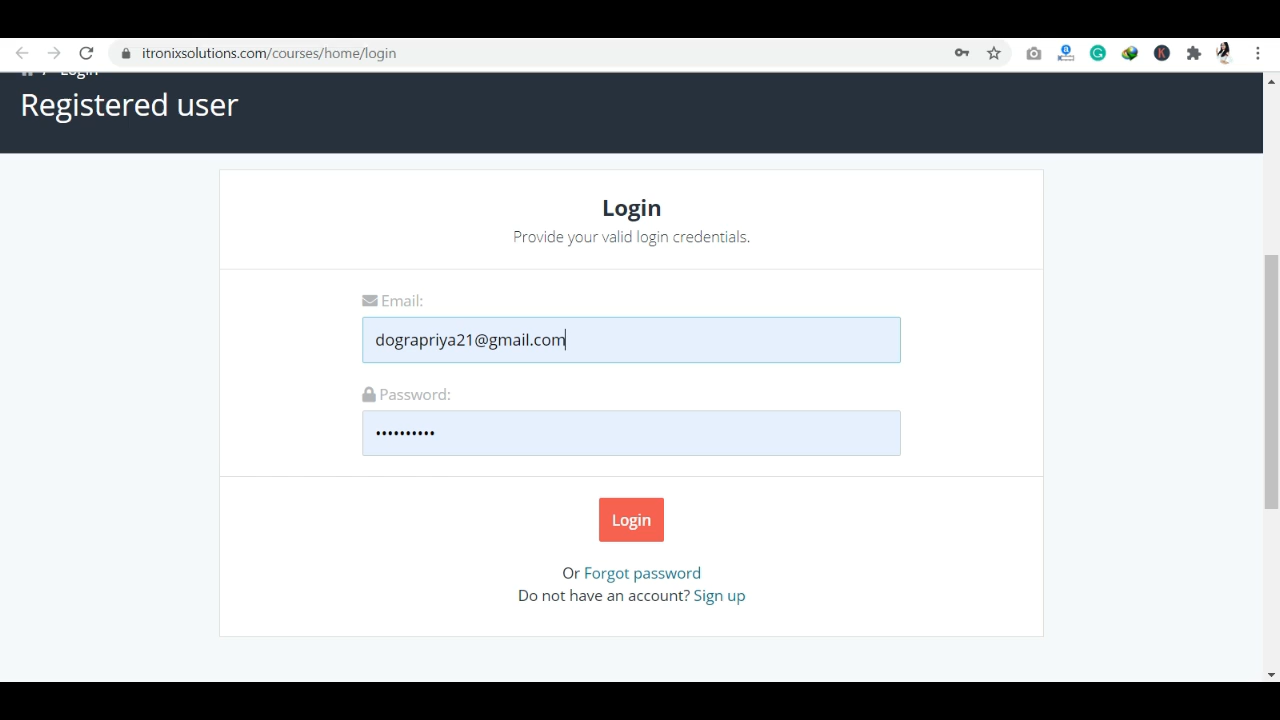 itronixsolutions.com/courses/home/login
/ Login
Registered user
Login
Provide your valid login credentials.
Email:
dograpriya21@gmail.com
Password:
••••••••••
Login
Or Forgot password
Do not have an account? Sign up